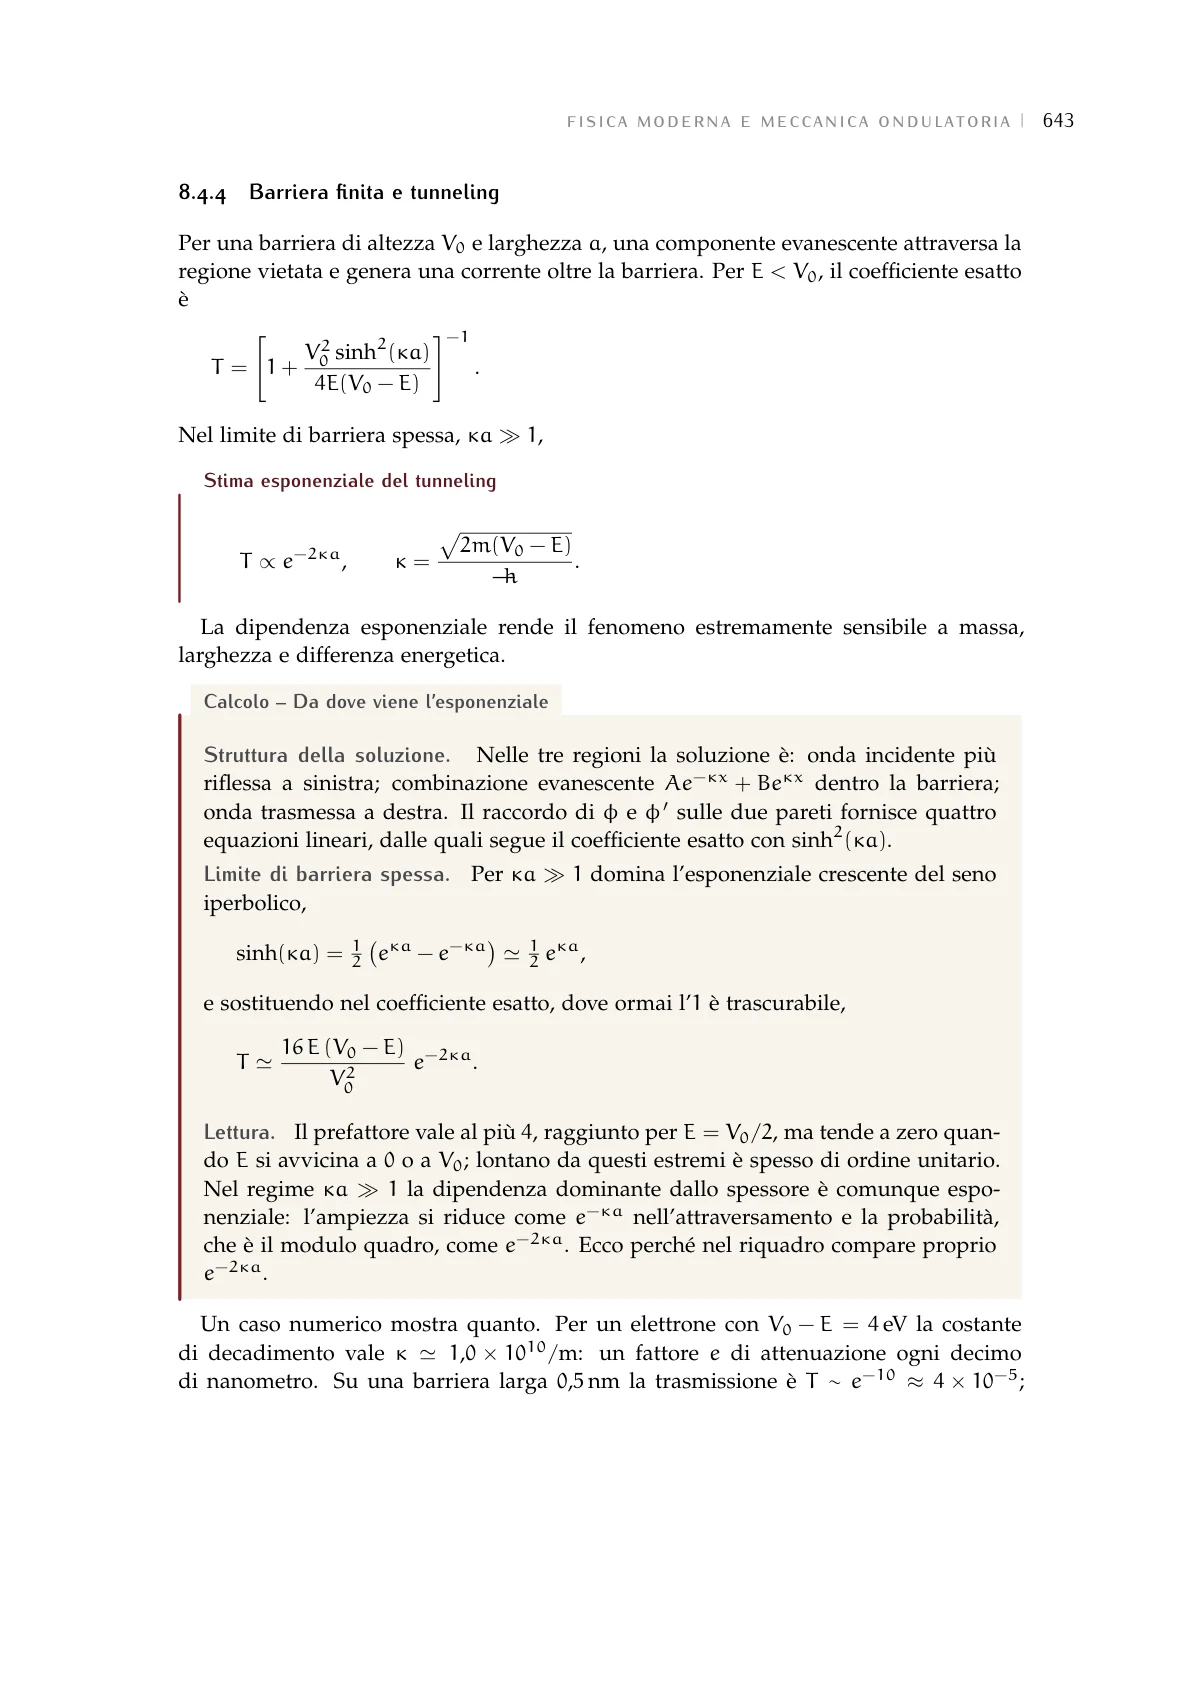 FISICA MODERNA E MECCANICA ONDULATORIA | 643
8.4.4 Barriera finita e tunneling
Per una barriera di altezza V₀ e larghezza a, una componente evanescente attraversa la
regione vietata e genera una corrente oltre la barriera. Per E < V₀, il coefficiente esatto
è
T = [1 + V₀² sinh²(κa) / 4E(V₀ − E)]⁻¹.
Nel limite di barriera spessa, κa ≫ 1,
Stima esponenziale del tunneling
T ∝ e^{−2κa}, κ = √(2m(V₀ − E)) / ħ.
La dipendenza esponenziale rende il fenomeno estremamente sensibile a massa,
larghezza e differenza energetica.
Calcolo – Da dove viene l'esponenziale
Struttura della soluzione. Nelle tre regioni la soluzione è: onda incidente più
riflessa a sinistra; combinazione evanescente Ae^{−κx} + Be^{κx} dentro la barriera;
onda trasmessa a destra. Il raccordo di ϕ e ϕ′ sulle due pareti fornisce quattro
equazioni lineari, dalle quali segue il coefficiente esatto con sinh²(κa).
Limite di barriera spessa. Per κa ≫ 1 domina l'esponenziale crescente del seno
iperbolico,
sinh(κa) = ½ (e^{κa} − e^{−κa}) ≃ ½ e^{κa},
e sostituendo nel coefficiente esatto, dove ormai l'1 è trascurabile,
T ≃ 16 E (V₀ − E) / V₀² e^{−2κa}.
Lettura. Il prefattore vale al più 4, raggiunto per E = V₀/2, ma tende a zero quan-
do E si avvicina a 0 o a V₀; lontano da questi estremi è spesso di ordine unitario.
Nel regime κa ≫ 1 la dipendenza dominante dallo spessore è comunque espo-
nenziale: l'ampiezza si riduce come e^{−κa} nell'attraversamento e la probabilità,
che è il modulo quadro, come e^{−2κa}. Ecco perché nel riquadro compare proprio
e^{−2κa}.
Un caso numerico mostra quanto. Per un elettrone con V₀ − E = 4 eV la costante
di decadimento vale κ ≃ 1,0 × 10¹⁰/m: un fattore e di attenuazione ogni decimo
di nanometro. Su una barriera larga 0,5 nm la trasmissione è T ∼ e⁻¹⁰ ≈ 4 × 10⁻⁵;